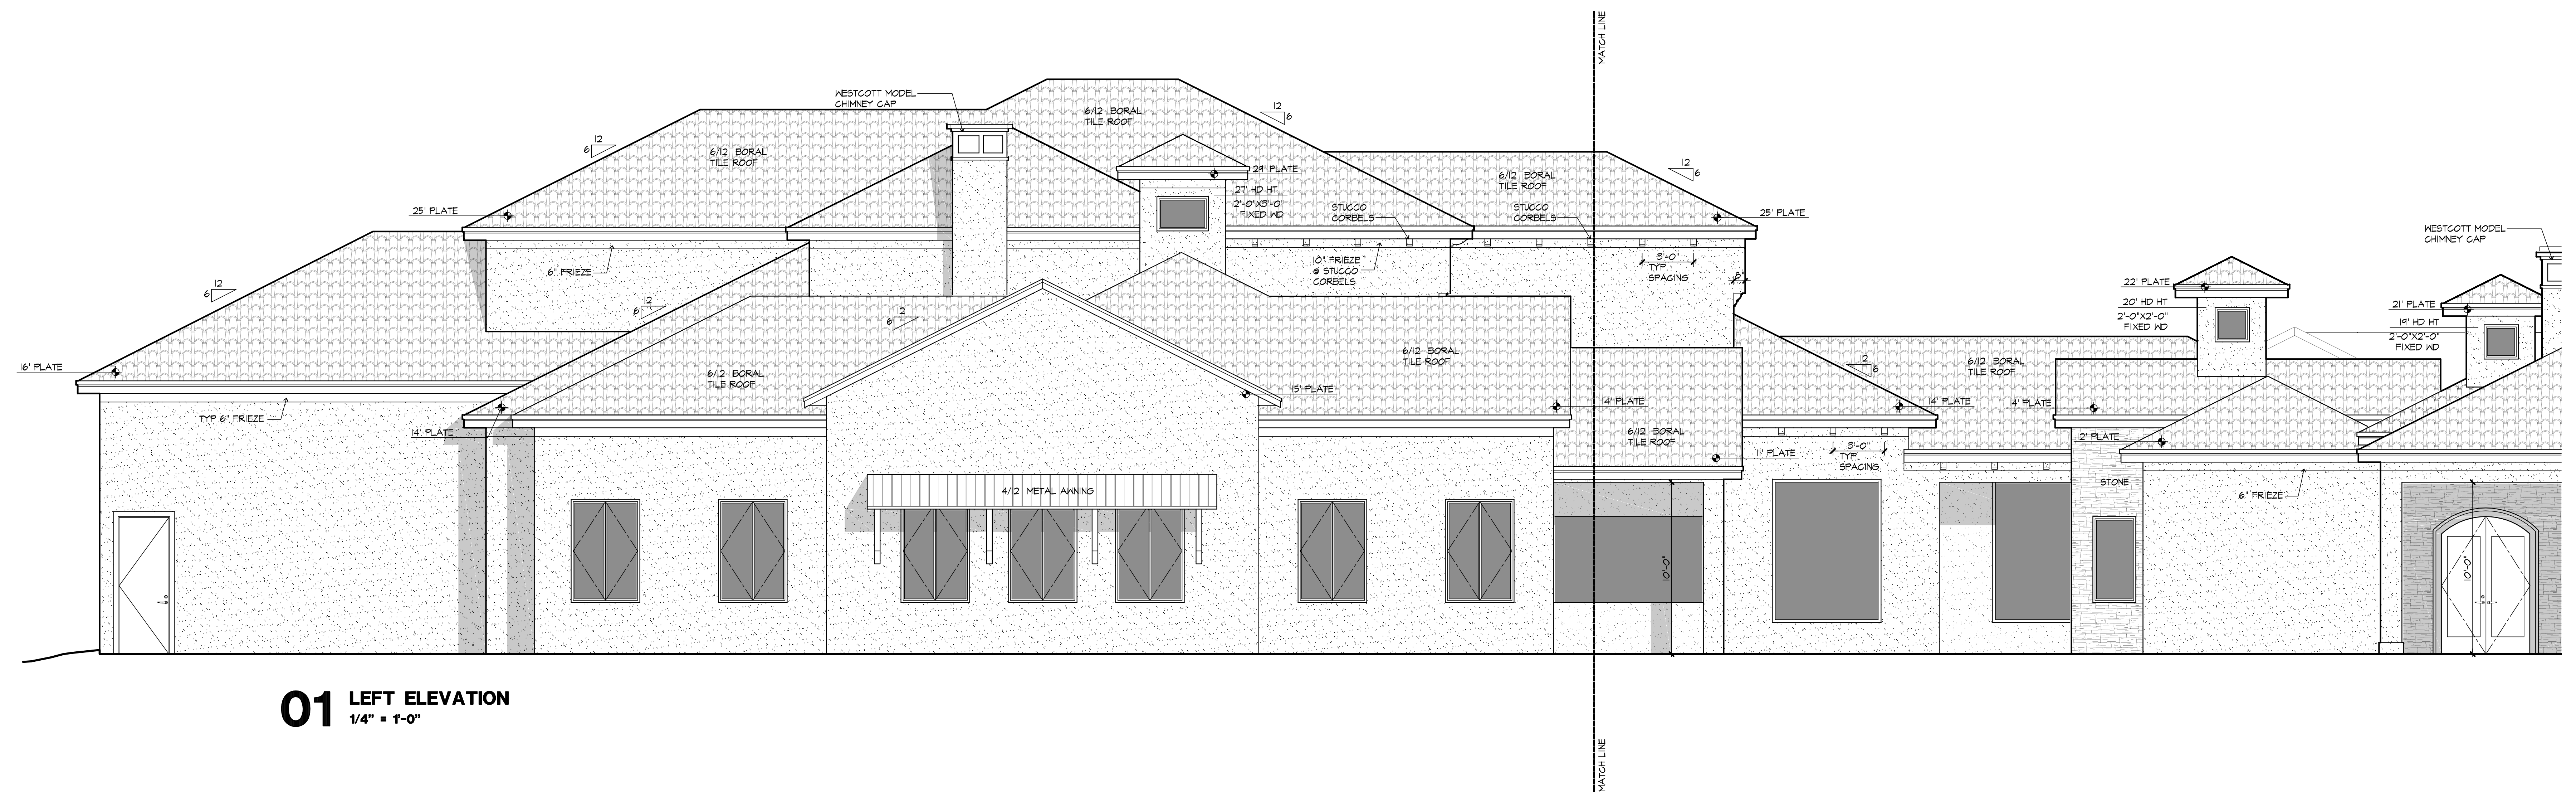 MATCH LINE
WESTCOTT MODEL
CHIMNEY CAP
6/12 BORAL
TILE ROOF
12
6
12
6
6/12 BORAL
TILE ROOF
29' PLATE
27' HD HT
2'-0"X3'-0"
FIXED WD
STUCCO
CORBELS
6/12 BORAL
TILE ROOF
12
6
STUCCO
CORBELS
25' PLATE
25' PLATE
6" FRIEZE
10" FRIEZE
@ STUCCO
CORBELS
3'-0"
TYP.
SPACING
8"
WESTCOTT MODEL
CHIMNEY CAP
12
6
12
6
12
6
22' PLATE
20' HD HT
2'-0"X2'-0"
FIXED WD
21' PLATE
19' HD HT
2'-0"X2'-0"
FIXED WD
16' PLATE
6/12 BORAL
TILE ROOF
6/12 BORAL
TILE ROOF
12
6
6/12 BORAL
TILE ROOF
15' PLATE
14' PLATE
14' PLATE
14' PLATE
TYP 6" FRIEZE
14' PLATE
6/12 BORAL
TILE ROOF
12' PLATE
3'-0"
TYP.
SPACING
11' PLATE
STONE
6" FRIEZE
4/12 METAL AWNING
10'-0"
10'-0"
01
LEFT ELEVATION
1/4" = 1'-0"
MATCH LINE